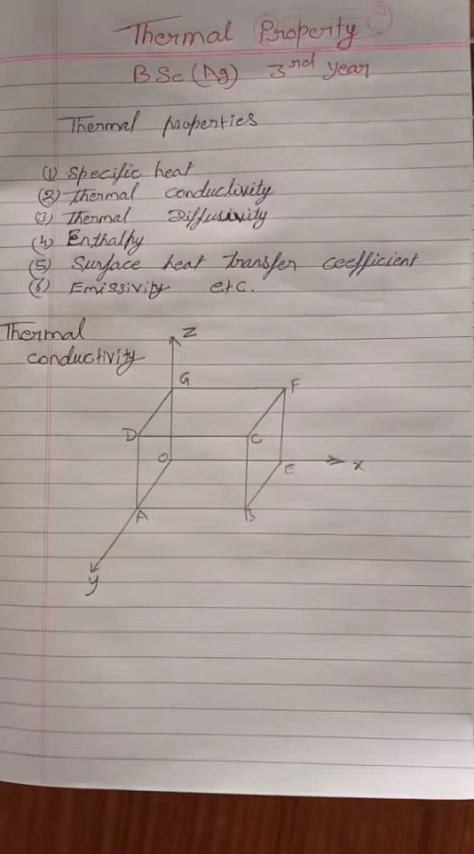 Thermal Property
BSc (Ag) 3rd year
Thermal properties
(1) Specific heat
(2) Thermal conductivity
(3) Thermal Diffusivity
(4) Enthalpy
(5) Surface heat transfer coefficient
(6) Emissivity etc.
Thermal
conductivity
Z
G
F
D
C
O
E
x
A
B
y